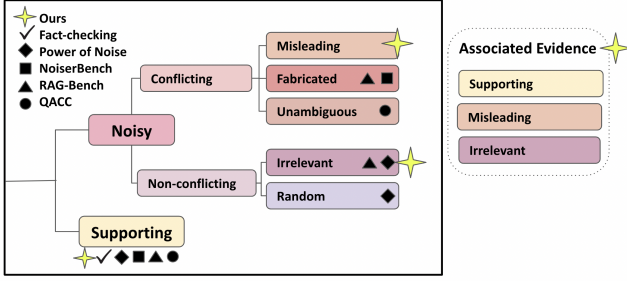 Ours
Fact-checking
Power of Noise
NoiserBench
RAG-Bench
QACC
Noisy
Conflicting
Misleading
Fabricated
Unambiguous
Non-conflicting
Irrelevant
Random
Supporting
Associated Evidence
Supporting
Misleading
Irrelevant